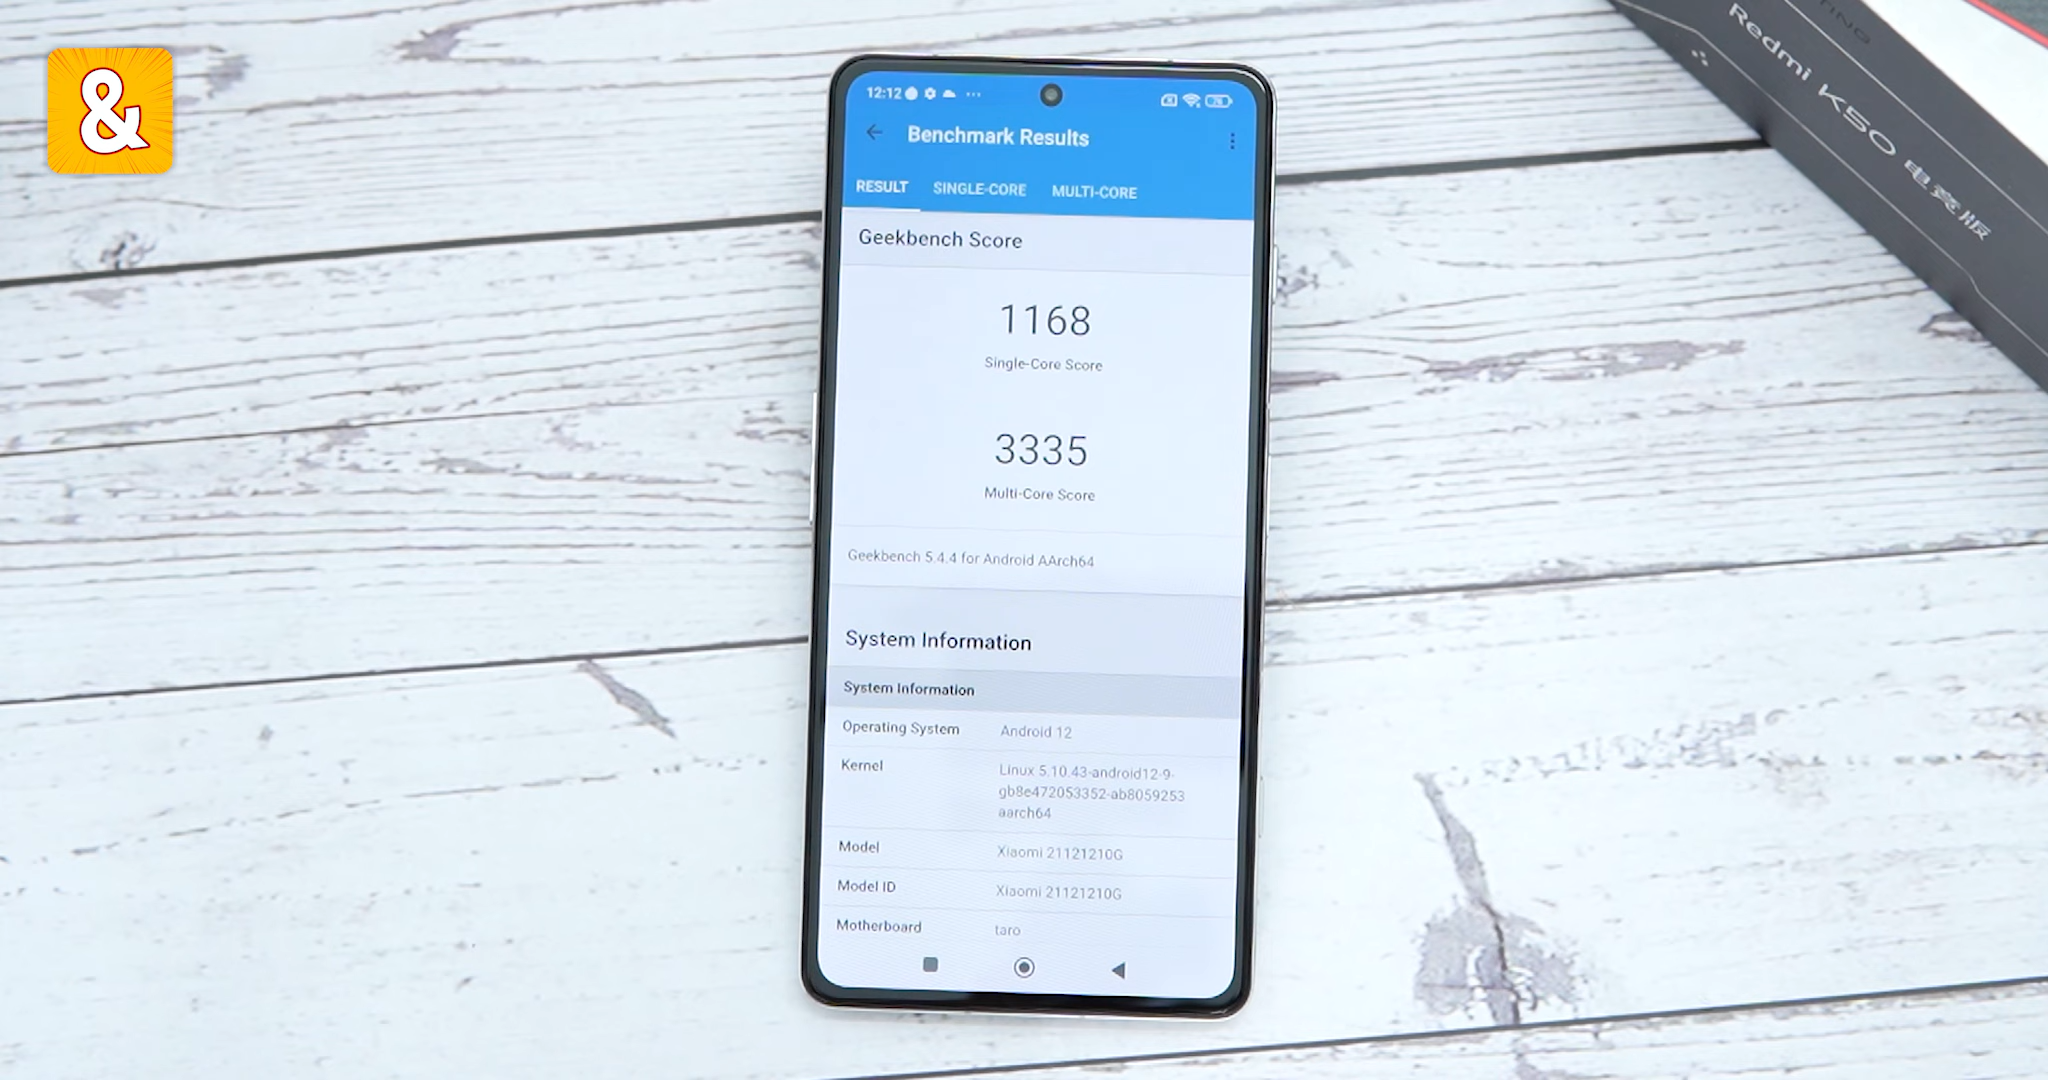 &
12:12
Benchmark Results
RESULT SINGLE-CORE MULTI-CORE
Geekbench Score
1168
Single-Core Score
3335
Multi-Core Score
Geekbench 5.4.4 for Android AArch64
System Information
System Information
Operating System Android 12
Kernel Linux 5.10.43-android12-9-
gb8e472053352-ab8059253
aarch64
Model Xiaomi 21121210G
Model ID Xiaomi 21121210G
Motherboard taro
Redmi K50 电竞版